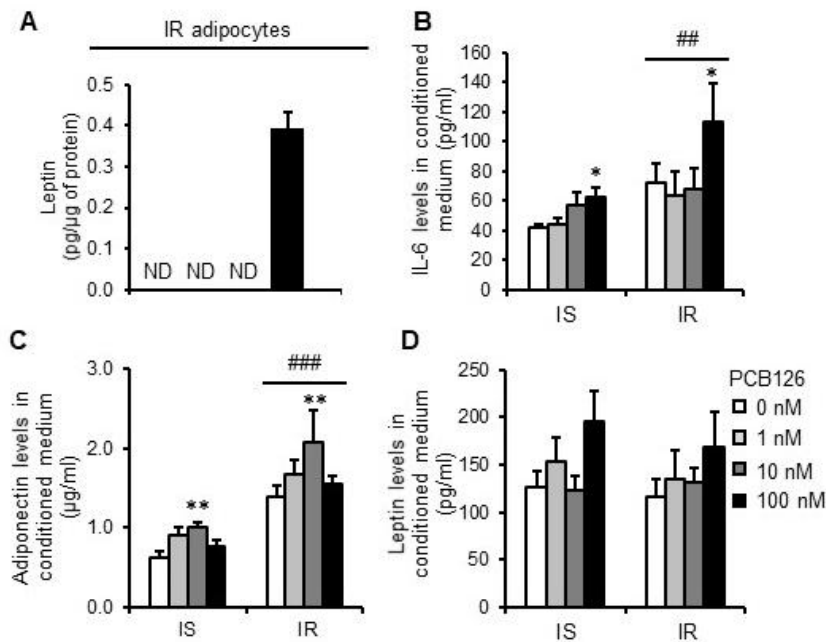 A
IR adipocytes
Leptin
(pg/µg of protein)
0.5
0.4
0.3
0.2
0.1
0.0
ND ND ND
B
IL-6 levels in conditioned
medium (pg/ml)
160
140
120
100
80
60
40
20
0
*
##
*
IS IR
C
Adiponectin levels in
conditioned medium
(µg/ml)
3.0
2.0
1.0
0.0
**
###
**
IS IR
D
Leptin levels in
conditioned medium
(pg/ml)
250
200
150
100
50
0
IS IR
PCB126
0 nM
1 nM
10 nM
100 nM